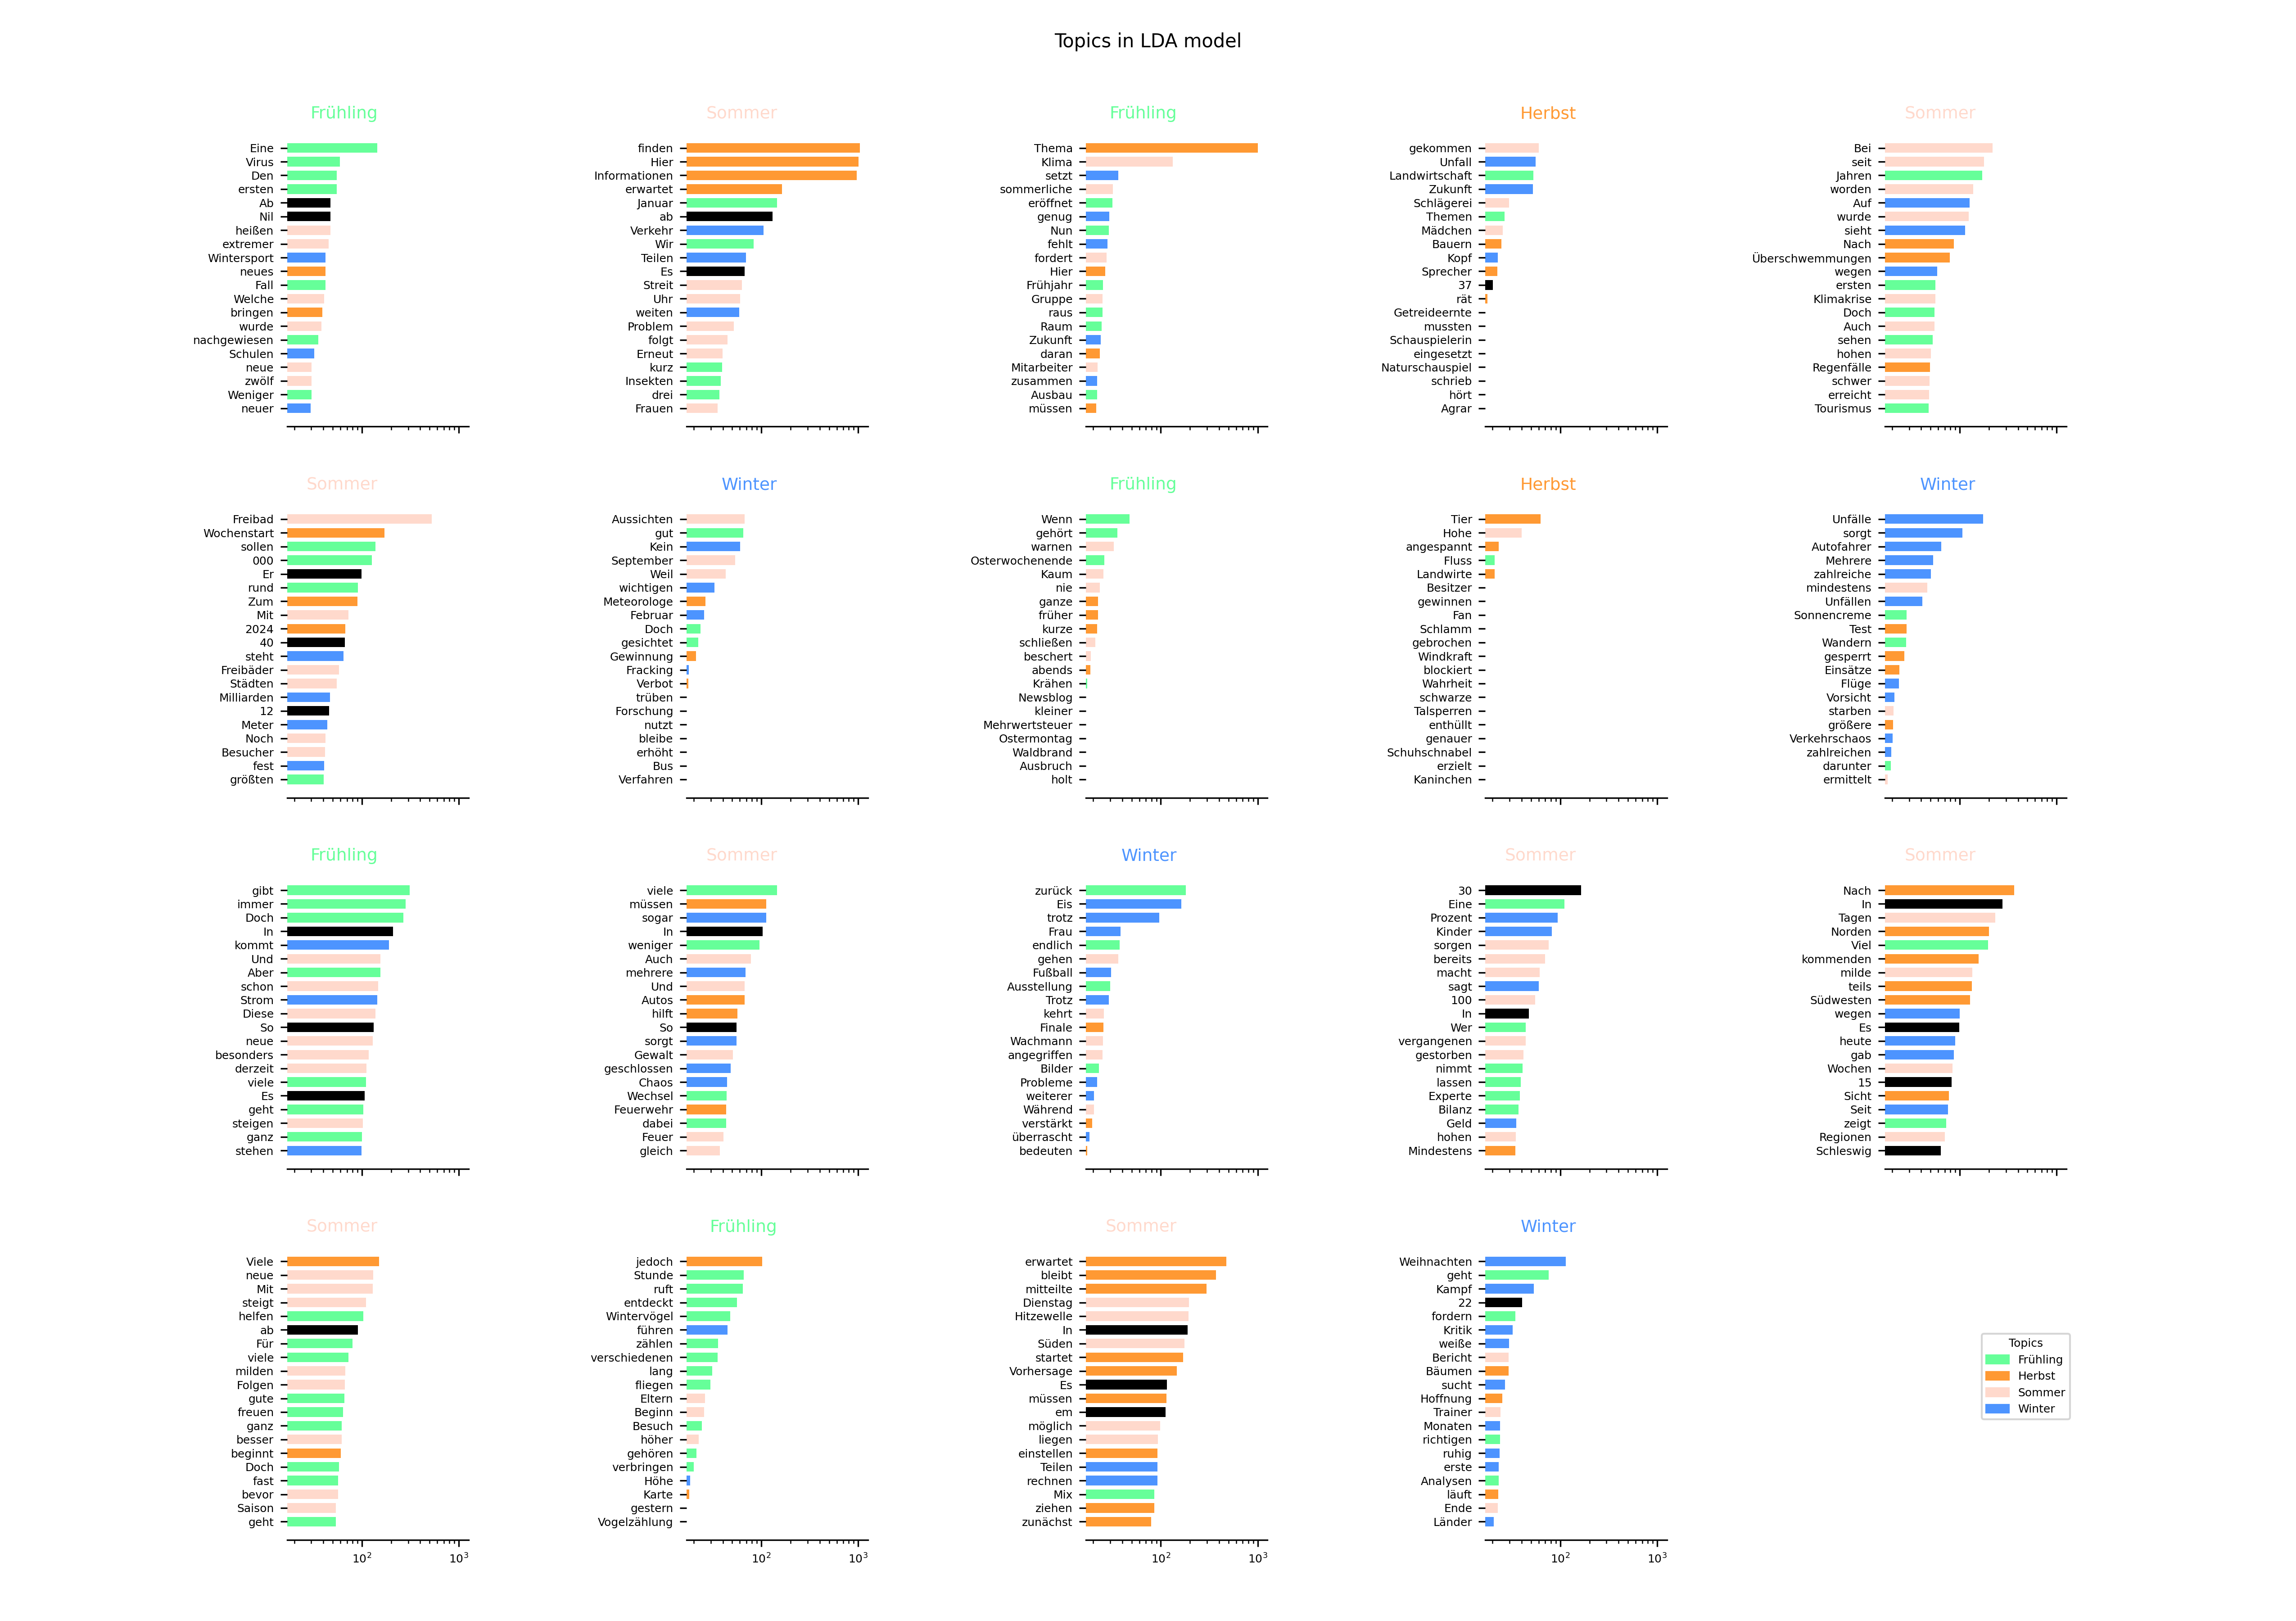 Topics in LDA model
Frühling
Eine
Virus
Den
ersten
Ab
Nil
heißen
extremer
Wintersport
neues
Fall
Welche
bringen
wurde
nachgewiesen
Schulen
neue
zwölf
Weniger
neuer
Sommer
finden
Hier
Informationen
erwartet
Januar
ab
Verkehr
Wir
Teilen
Es
Streit
Uhr
weiten
Problem
folgt
Erneut
kurz
Insekten
drei
Frauen
Frühling
Thema
Klima
setzt
sommerliche
eröffnet
genug
Nun
fehlt
fordert
Hier
Frühjahr
Gruppe
raus
Raum
Zukunft
daran
Mitarbeiter
zusammen
Ausbau
müssen
Herbst
gekommen
Unfall
Landwirtschaft
Zukunft
Schlägerei
Themen
Mädchen
Bauern
Kopf
Sprecher
37
rät
Getreideernte
mussten
Schauspielerin
eingesetzt
Naturschauspiel
schrieb
hört
Agrar
Sommer
Bei
seit
Jahren
worden
Auf
wurde
sieht
Nach
Überschwemmungen
wegen
ersten
Klimakrise
Doch
Auch
sehen
hohen
Regenfälle
schwer
erreicht
Tourismus
Sommer
Freibad
Wochenstart
sollen
000
Er
rund
Zum
Mit
2024
40
steht
Freibäder
Städten
Milliarden
12
Meter
Noch
Besucher
fest
größten
Winter
Aussichten
gut
Kein
September
Weil
wichtigen
Meteorologe
Februar
Doch
gesichtet
Gewinnung
Fracking
Verbot
trüben
Forschung
nutzt
bleibe
erhöht
Bus
Verfahren
Frühling
Wenn
gehört
warnen
Osterwochenende
Kaum
nie
ganze
früher
kurze
schließen
beschert
abends
Krähen
Newsblog
kleiner
Mehrwertsteuer
Ostermontag
Waldbrand
Ausbruch
holt
Herbst
Tier
Hohe
angespannt
Fluss
Landwirte
Besitzer
gewinnen
Fan
Schlamm
gebrochen
Windkraft
blockiert
Wahrheit
schwarze
Talsperren
enthüllt
genauer
Schuhschnabel
erzielt
Kaninchen
Winter
Unfälle
sorgt
Autofahrer
Mehrere
zahlreiche
mindestens
Unfällen
Sonnencreme
Test
Wandern
gesperrt
Einsätze
Flüge
Vorsicht
starben
größere
Verkehrschaos
zahlreichen
darunter
ermittelt
Frühling
gibt
immer
Doch
In
kommt
Und
Aber
schon
Strom
Diese
So
neue
besonders
derzeit
viele
Es
geht
steigen
ganz
stehen
Sommer
viele
müssen
sogar
In
weniger
Auch
mehrere
Und
Autos
hilft
So
sorgt
Gewalt
geschlossen
Chaos
Wechsel
Feuerwehr
dabei
Feuer
gleich
Winter
zurück
Eis
trotz
Frau
endlich
gehen
Fußball
Ausstellung
Trotz
kehrt
Finale
Wachmann
angegriffen
Bilder
Probleme
weiterer
Während
verstärkt
überrascht
bedeuten
Sommer
30
Eine
Prozent
Kinder
sorgen
bereits
macht
sagt
100
In
Wer
vergangenen
gestorben
nimmt
lassen
Experte
Bilanz
Geld
hohen
Mindestens
Sommer
Nach
In
Tagen
Norden
Viel
kommenden
milde
teils
Südwesten
wegen
Es
heute
gab
Wochen
15
Sicht
Seit
zeigt
Regionen
Schleswig
Sommer
Viele
neue
Mit
steigt
helfen
ab
Für
viele
milden
Folgen
gute
freuen
ganz
besser
beginnt
Doch
fast
bevor
Saison
geht
10² 10³
Frühling
jedoch
Stunde
ruft
entdeckt
Wintervögel
führen
zählen
verschiedenen
lang
fliegen
Eltern
Beginn
Besuch
höher
gehören
verbringen
Höhe
Karte
gestern
Vogelzählung
10² 10³
Sommer
erwartet
bleibt
mitteilte
Dienstag
Hitzewelle
In
Süden
startet
Vorhersage
Es
müssen
em
möglich
liegen
einstellen
Teilen
rechnen
Mix
ziehen
zunächst
10² 10³
Winter
Weihnachten
geht
Kampf
22
fordern
Kritik
weiße
Bericht
Bäumen
sucht
Hoffnung
Trainer
Monaten
richtigen
ruhig
erste
Analysen
läuft
Ende
Länder
10² 10³
Topics
Frühling
Herbst
Sommer
Winter